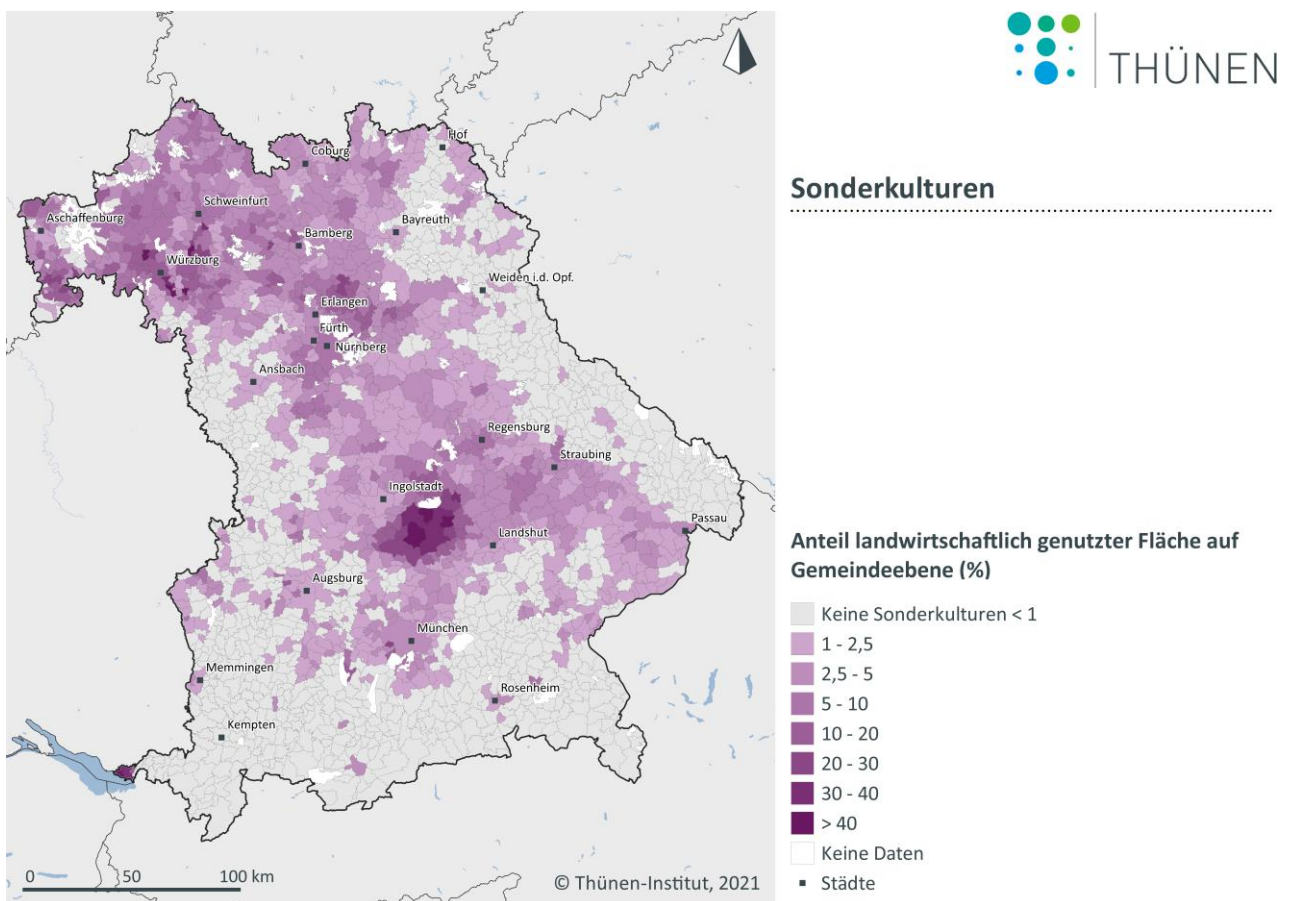 THÜNEN
Sonderkulturen
Hof
Coburg
Schweinfurt
Aschaffenburg
Bayreuth
Bamberg
Würzburg
Weiden i.d. Opf.
Erlangen
Fürth
Nürnberg
Ansbach
Regensburg
Straubing
Ingolstadt
Passau
Landshut
Augsburg
München
Memmingen
Rosenheim
Kempten
0 50 100 km
© Thünen-Institut, 2021
Anteil landwirtschaftlich genutzter Fläche auf
Gemeindeebene (%)
Keine Sonderkulturen < 1
1 - 2,5
2,5 - 5
5 - 10
10 - 20
20 - 30
30 - 40
> 40
Keine Daten
Städte